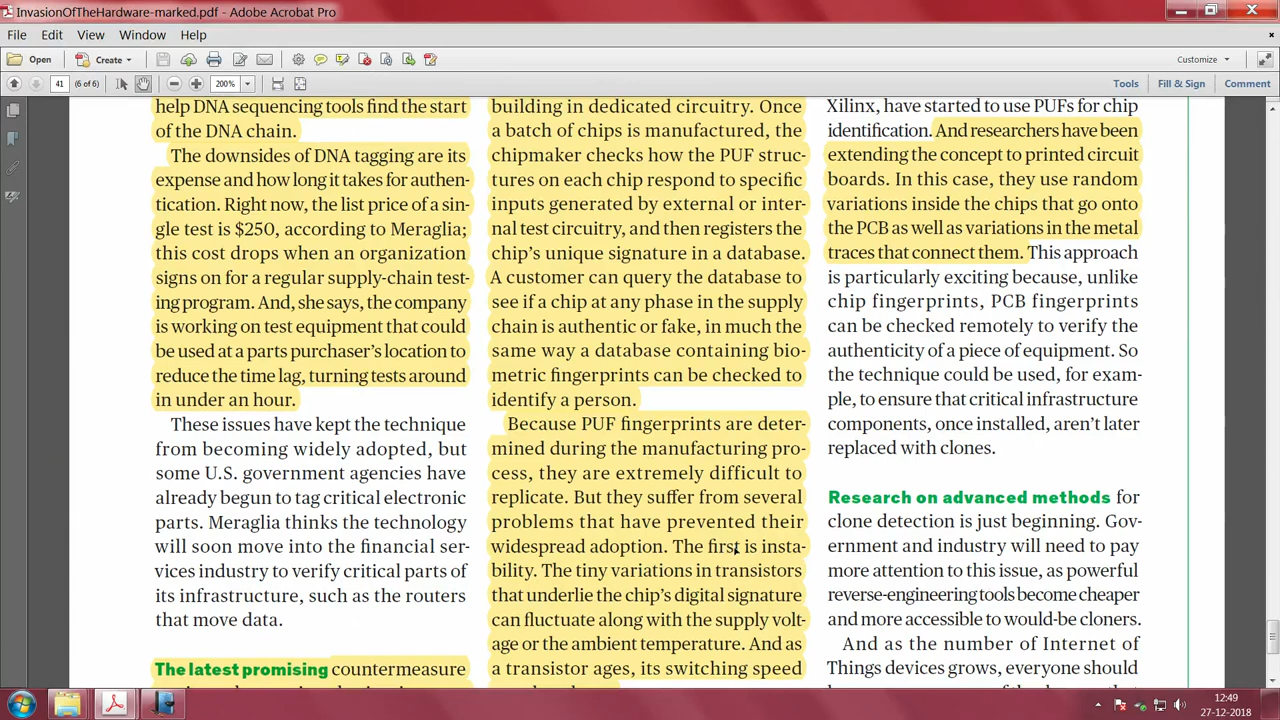 InvasionOfTheHardware-marked.pdf - Adobe Acrobat Pro
File Edit View Window Help
Open Create Customize
41 (6 of 6) 200% Tools Fill & Sign Comment
help DNA sequencing tools find the start
of the DNA chain.
The downsides of DNA tagging are its
expense and how long it takes for authen-
tication. Right now, the list price of a sin-
gle test is $250, according to Meraglia;
this cost drops when an organization
signs on for a regular supply-chain test-
ing program. And, she says, the company
is working on test equipment that could
be used at a parts purchaser's location to
reduce the time lag, turning tests around
in under an hour.
These issues have kept the technique
from becoming widely adopted, but
some U.S. government agencies have
already begun to tag critical electronic
parts. Meraglia thinks the technology
will soon move into the financial ser-
vices industry to verify critical parts of
its infrastructure, such as the routers
that move data.
The latest promising countermeasure
building in dedicated circuitry. Once
a batch of chips is manufactured, the
chipmaker checks how the PUF struc-
tures on each chip respond to specific
inputs generated by external or inter-
nal test circuitry, and then registers the
chip's unique signature in a database.
A customer can query the database to
see if a chip at any phase in the supply
chain is authentic or fake, in much the
same way a database containing bio-
metric fingerprints can be checked to
identify a person.
Because PUF fingerprints are deter-
mined during the manufacturing pro-
cess, they are extremely difficult to
replicate. But they suffer from several
problems that have prevented their
widespread adoption. The first is insta-
bility. The tiny variations in transistors
that underlie the chip's digital signature
can fluctuate along with the supply volt-
age or the ambient temperature. And as
a transistor ages, its switching speed
Xilinx, have started to use PUFs for chip
identification. And researchers have been
extending the concept to printed circuit
boards. In this case, they use random
variations inside the chips that go onto
the PCB as well as variations in the metal
traces that connect them. This approach
is particularly exciting because, unlike
chip fingerprints, PCB fingerprints
can be checked remotely to verify the
authenticity of a piece of equipment. So
the technique could be used, for exam-
ple, to ensure that critical infrastructure
components, once installed, aren't later
replaced with clones.
Research on advanced methods for
clone detection is just beginning. Gov-
ernment and industry will need to pay
more attention to this issue, as powerful
reverse-engineering tools become cheaper
and more accessible to would-be cloners.
And as the number of Internet of
Things devices grows, everyone should
12:49
27-12-2018